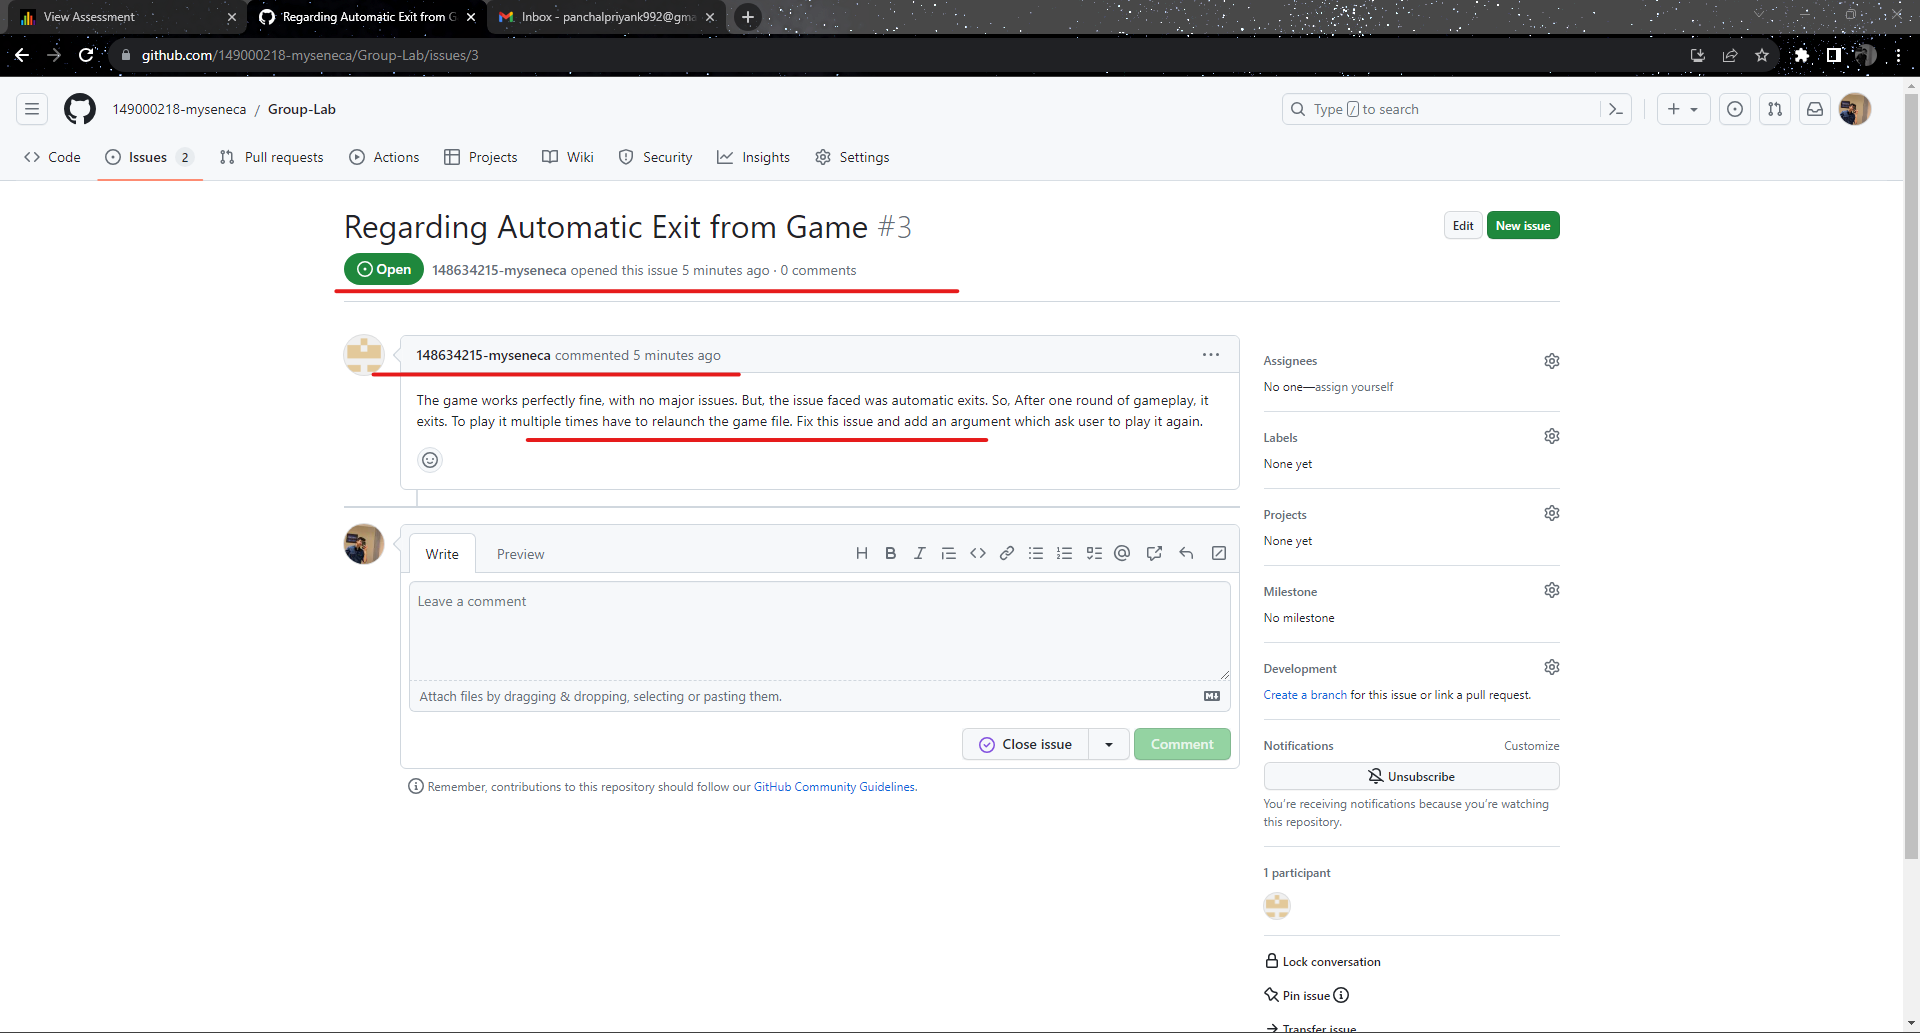 View Assessment
Regarding Automatic Exit from G
Inbox - panchalpriyank992@gma
github.com/149000218-myseneca/Group-Lab/issues/3
149000218-myseneca / Group-Lab
Type / to search
Code
Issues 2
Pull requests
Actions
Projects
Wiki
Security
Insights
Settings
Regarding Automatic Exit from Game #3
Edit
New issue
Open
148634215-myseneca opened this issue 5 minutes ago · 0 comments
148634215-myseneca commented 5 minutes ago
The game works perfectly fine, with no major issues. But, the issue faced was automatic exits. So, After one round of gameplay, it
exits. To play it multiple times have to relaunch the game file. Fix this issue and add an argument which ask user to play it again.
Write
Preview
Leave a comment
Attach files by dragging & dropping, selecting or pasting them.
Close issue
Comment
Remember, contributions to this repository should follow our GitHub Community Guidelines.
Assignees
No one—assign yourself
Labels
None yet
Projects
None yet
Milestone
No milestone
Development
Create a branch for this issue or link a pull request.
Notifications
Customize
Unsubscribe
You're receiving notifications because you're watching
this repository.
1 participant
Lock conversation
Pin issue
Transfer issue